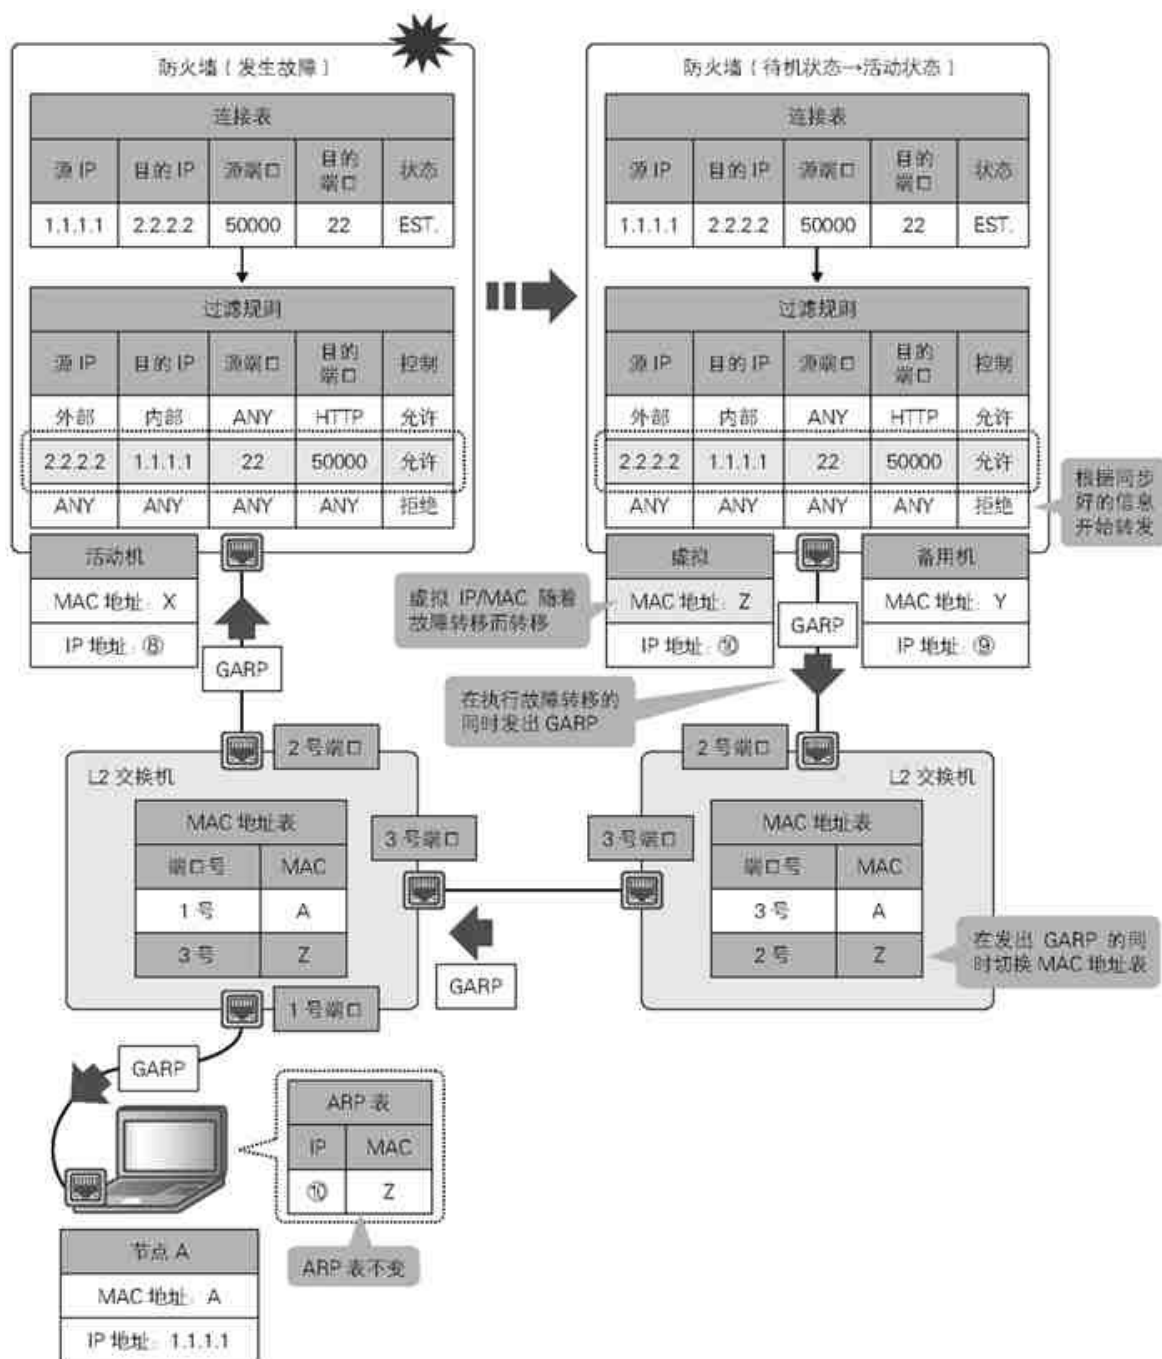 防火墙（发生故障）
连接表
源 IP 目的 IP 源端口 目的端口 状态
1.1.1.1 2.2.2.2 50000 22 EST.
过滤规则
源 IP 目的 IP 源端口 目的端口 控制
外部 内部 ANY HTTP 允许
2.2.2.2 1.1.1.1 22 50000 允许
ANY ANY ANY ANY 拒绝
活动机
MAC 地址：X
IP 地址：⑧
GARP
防火墙（待机状态→活动状态）
连接表
源 IP 目的 IP 源端口 目的端口 状态
1.1.1.1 2.2.2.2 50000 22 EST.
过滤规则
源 IP 目的 IP 源端口 目的端口 控制
外部 内部 ANY HTTP 允许
2.2.2.2 1.1.1.1 22 50000 允许
ANY ANY ANY ANY 拒绝
根据同步
好的信息
开始转发
虚拟 IP/MAC 随着
故障转移而转移
虚拟
MAC 地址：Z
IP 地址：⑩
GARP
备用机
MAC 地址：Y
IP 地址：⑨
在执行故障转移的
同时发出 GARP
2 号端口
L2 交换机
MAC 地址表
端口号 MAC
1 号 A
3 号 Z
3 号端口
1 号端口
GARP
2 号端口
L2 交换机
3 号端口
MAC 地址表
端口号 MAC
3 号 A
2 号 Z
在发出 GARP 的同
时切换 MAC 地址表
GARP
ARP 表
IP MAC
⑩ Z
ARP 表不变
节点 A
MAC 地址：A
IP 地址：1.1.1.1